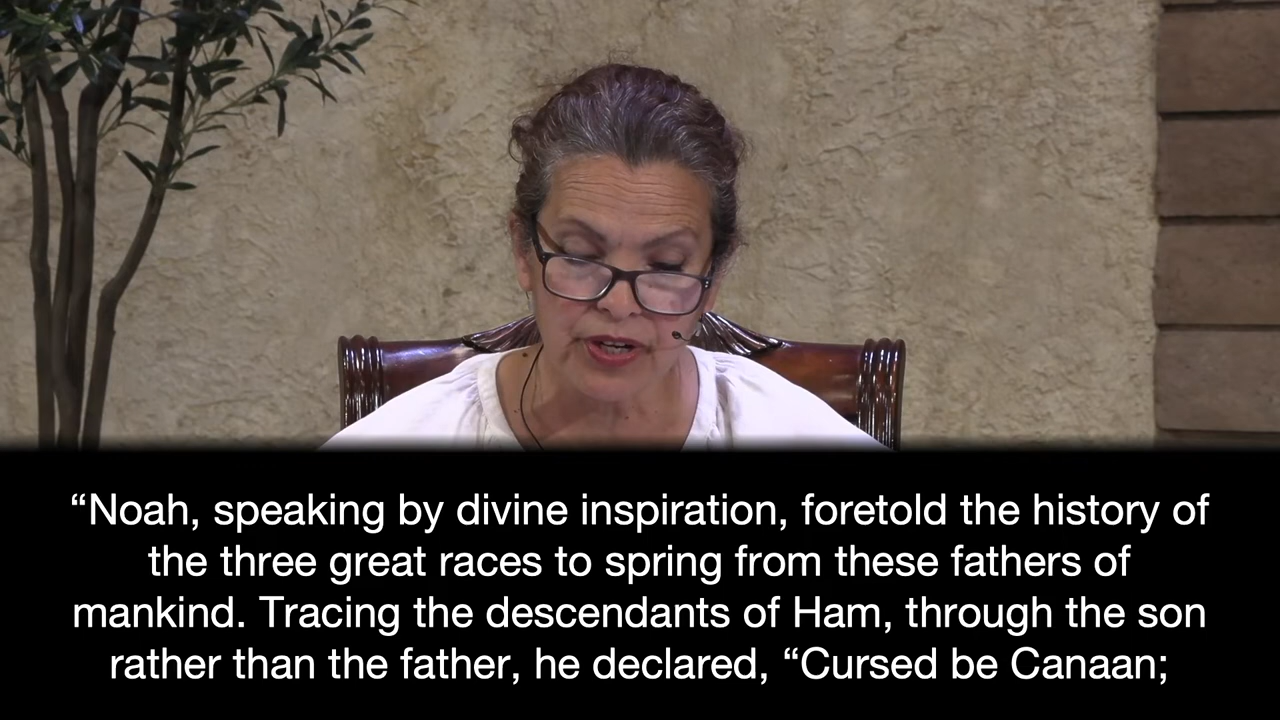 “Noah, speaking by divine inspiration, foretold the history of
the three great races to spring from these fathers of
mankind. Tracing the descendants of Ham, through the son
rather than the father, he declared, “Cursed be Canaan;